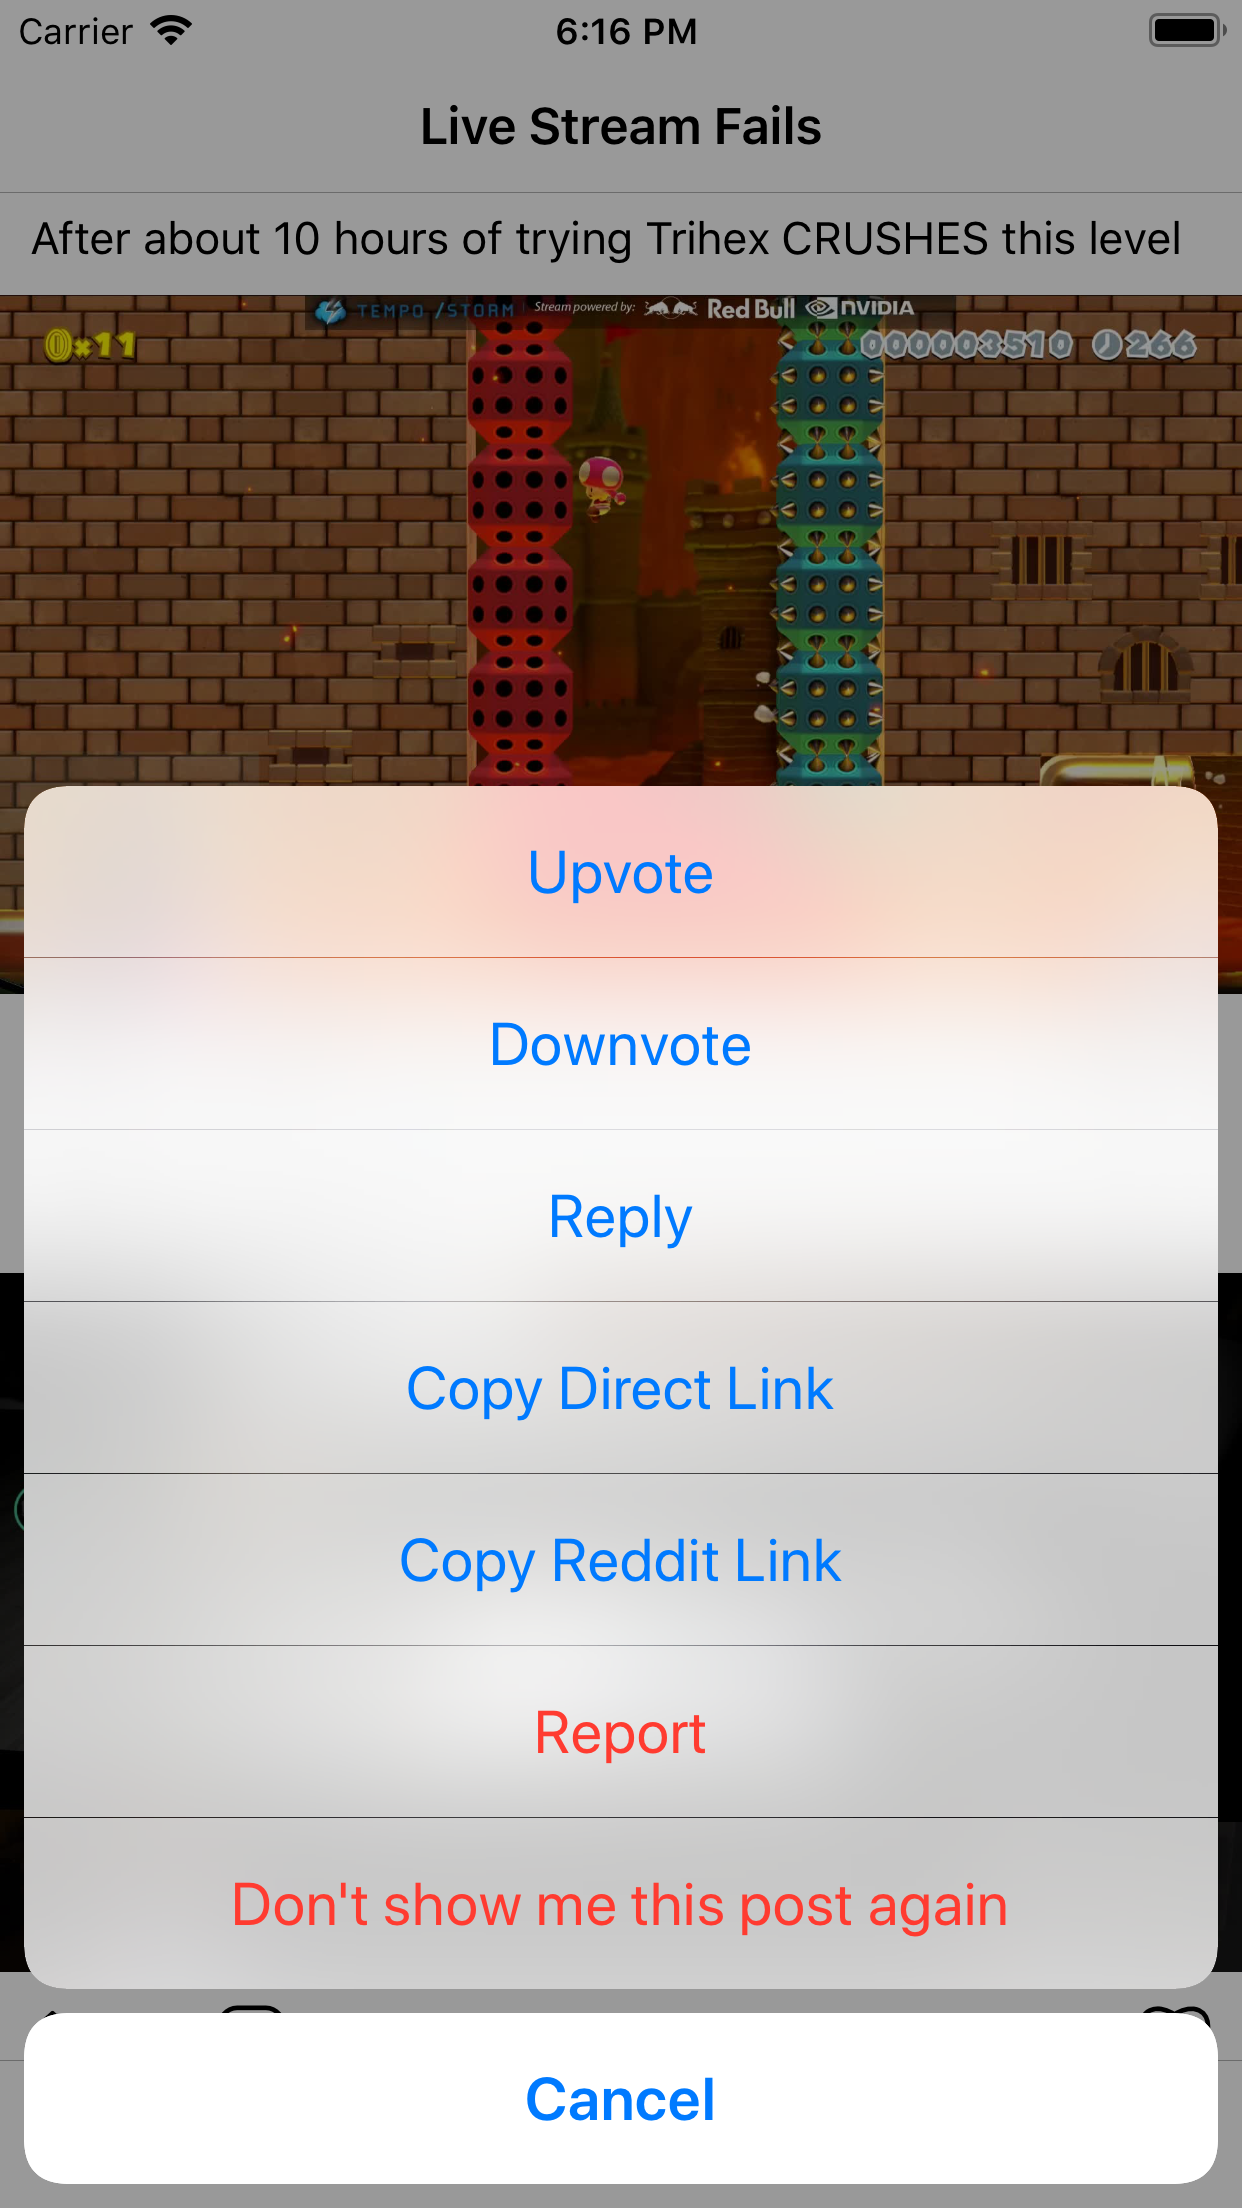 Carrier 6:16 PM
Live Stream Fails
After about 10 hours of trying Trihex CRUSHES this level
TEMPO /STORM Stream powered by: Red Bull NVIDIA
0×11 000003510 266
Upvote
Downvote
Reply
Copy Direct Link
Copy Reddit Link
Report
Don't show me this post again
Cancel